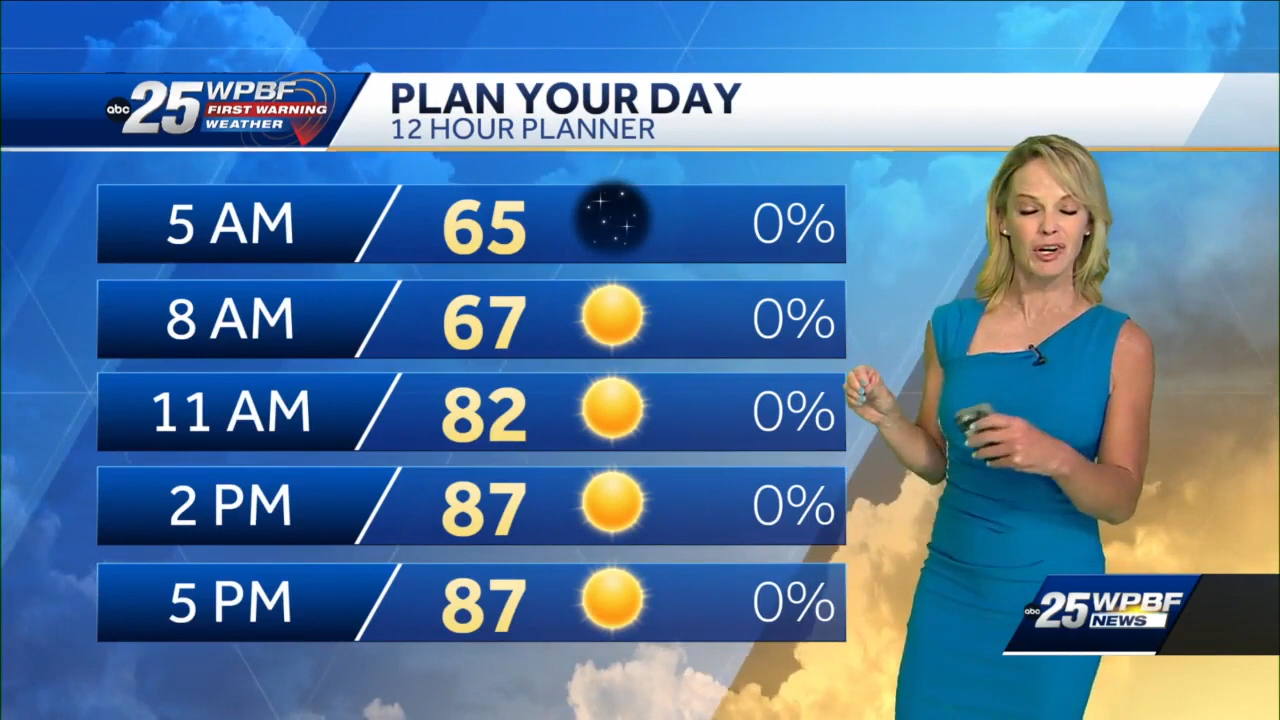 abc 25 WPBF
FIRST WARNING
WEATHER
PLAN YOUR DAY
12 HOUR PLANNER
5 AM 65 0%
8 AM 67 0%
11 AM 82 0%
2 PM 87 0%
5 PM 87 0%
abc 25 WPBF
NEWS